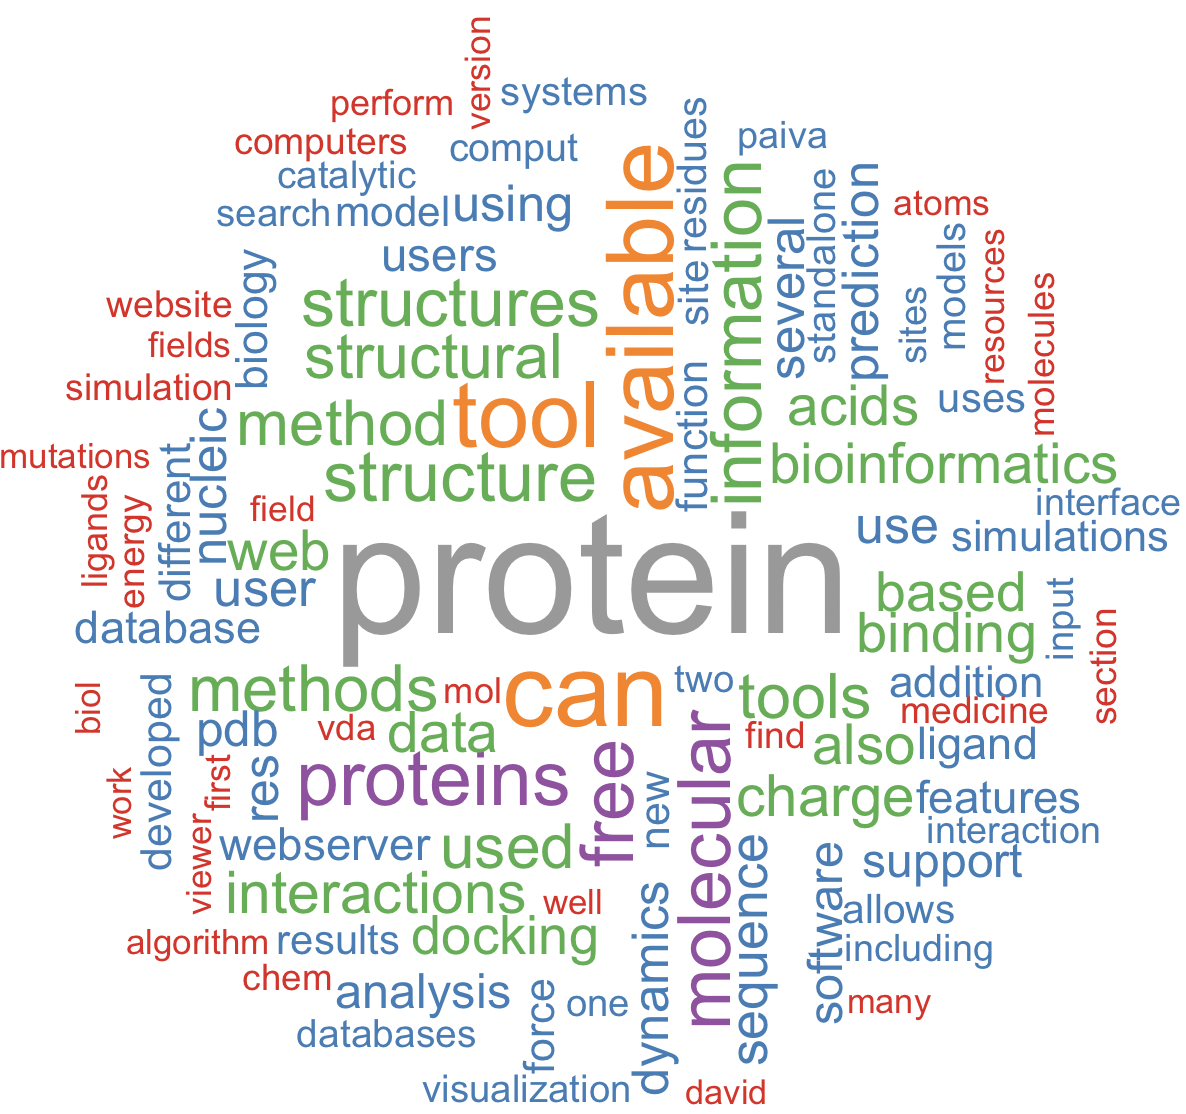 version
systems
perform
computers
comput
paiva
catalytic
residues
available
information
search
model
using
standalone
several
prediction
atoms
models
resources
users
biology
site
structures
website
fields
structural
sites
molecules
simulation
method
tool
function
acids
uses
nucleic
mutations
different
structure
bioinformatics
ligands
energy
field
interface
use
simulations
web
protein
user
based
input
database
binding
section
biol
developed
methods
mol
can
two
tools
addition
medicine
pdb
vda
data
find
also
ligand
work
first
res
proteins
free
new
molecular
charge
features
interaction
viewer
webserver
used
sequence
software
support
interactions
well
dynamics
allows
algorithm
results
docking
including
chem
analysis
force
one
many
databases
visualization
david